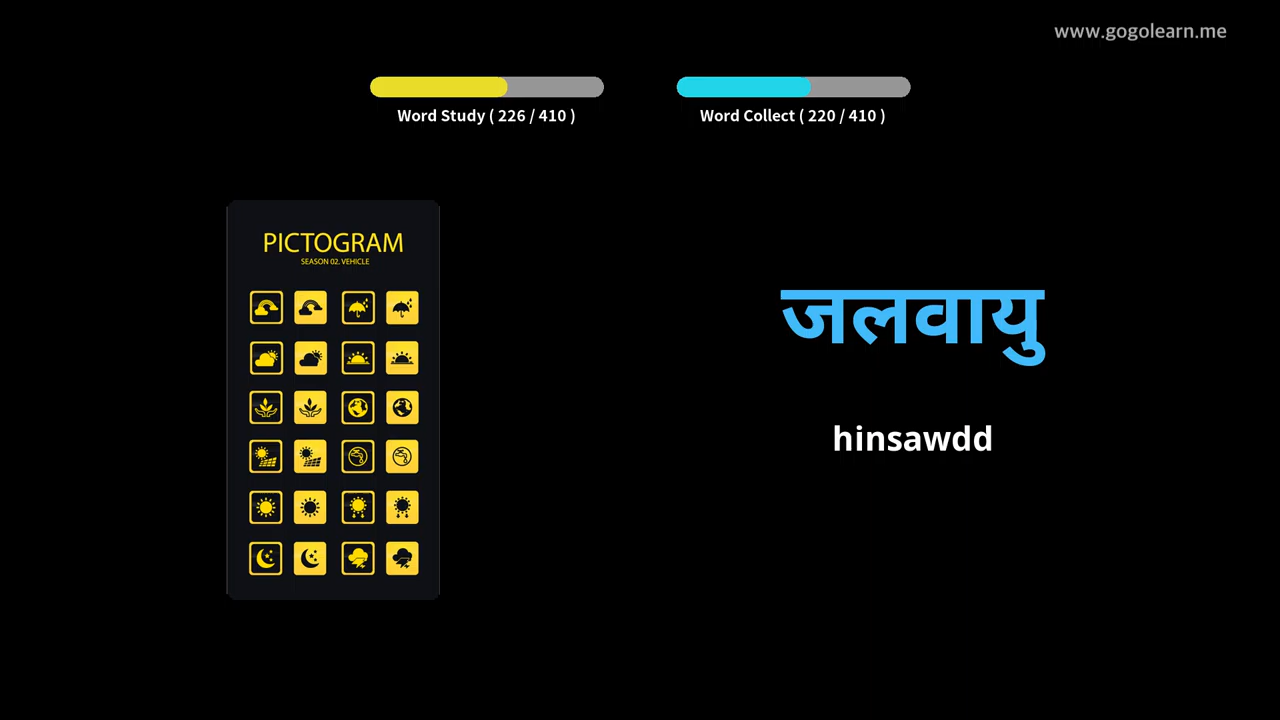 www.gogolearn.me
Word Study ( 226 / 410 )
Word Collect ( 220 / 410 )
PICTOGRAM
SEASON 02. VEHICLE
जलवायु
hinsawdd